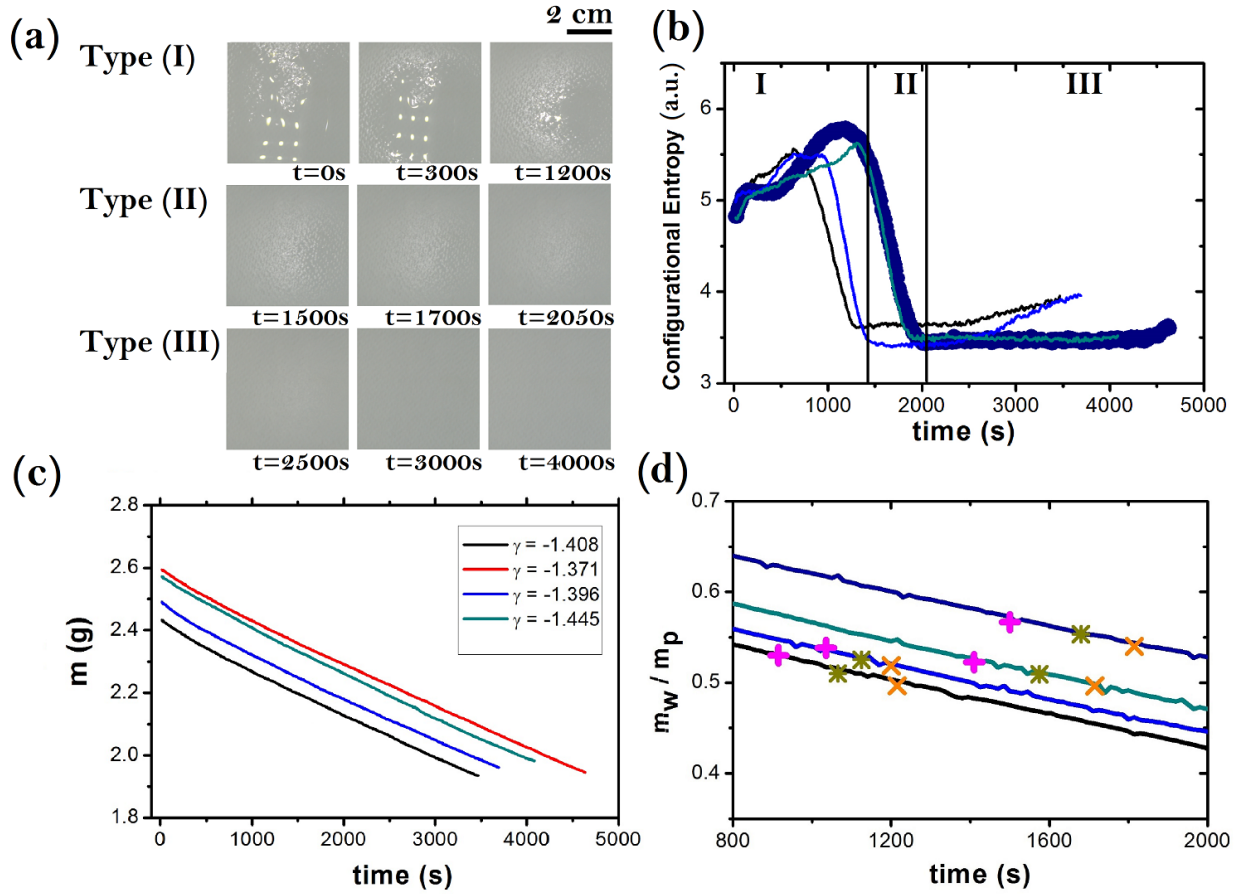 (a)
2 cm
Type (I)
t=0s
t=300s
t=1200s
Type (II)
t=1500s
t=1700s
t=2050s
Type (III)
t=2500s
t=3000s
t=4000s
(b)
I
II
III
Configurational Entropy (a.u.)
6
5
4
3
0
1000
2000
3000
4000
5000
time (s)
(c)
m (g)
2.8
2.6
2.4
2.2
2.0
1.8
γ = -1.408
γ = -1.371
γ = -1.396
γ = -1.445
0
1000
2000
3000
4000
5000
time (s)
(d)
mw / mp
0.7
0.6
0.5
0.4
800
1200
1600
2000
time (s)